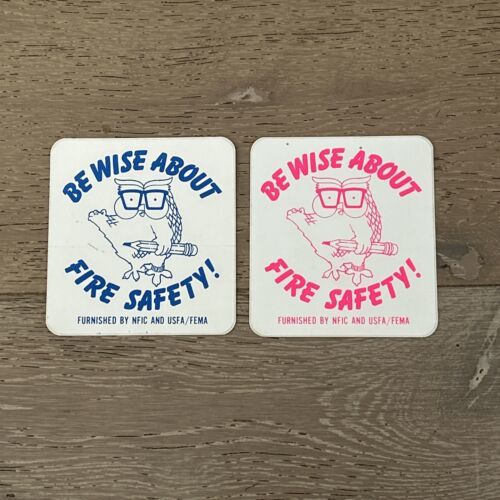 BE WISE ABOUT
FIRE SAFETY!
FURNISHED BY NFIC AND USFA/FEMA
BE WISE ABOUT
FIRE SAFETY!
FURNISHED BY NFIC AND USFA/FEMA